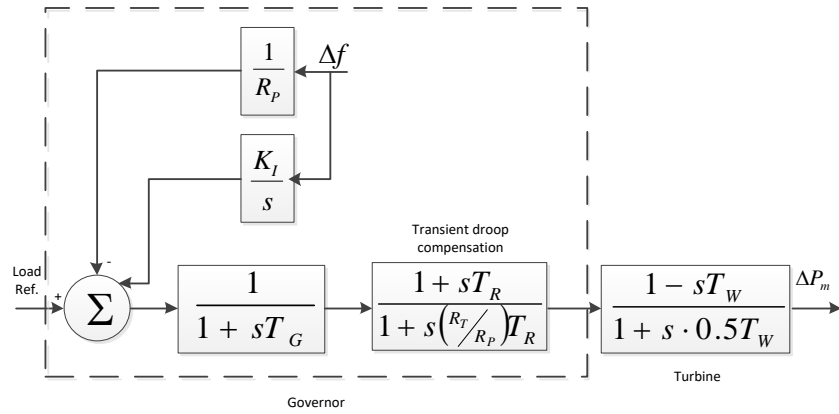 1
R_P
Δf
-
K_I
s
Transient droop
compensation
Load
Ref.
+
Σ
1
1 + sT_G
1 + sT_R
1 + s(R_T/R_P)T_R
1 − sT_W
1 + s · 0.5T_W
ΔP_m
Turbine
Governor